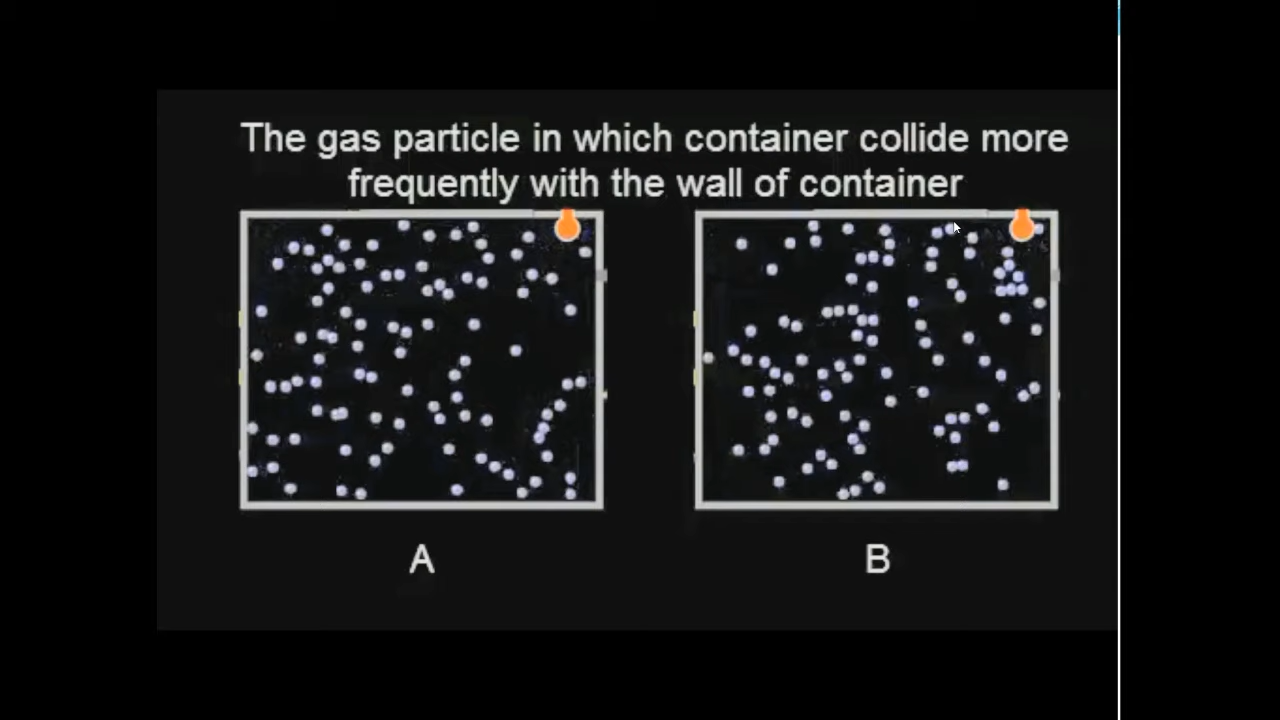 The gas particle in which container collide more
frequently with the wall of container
A
B